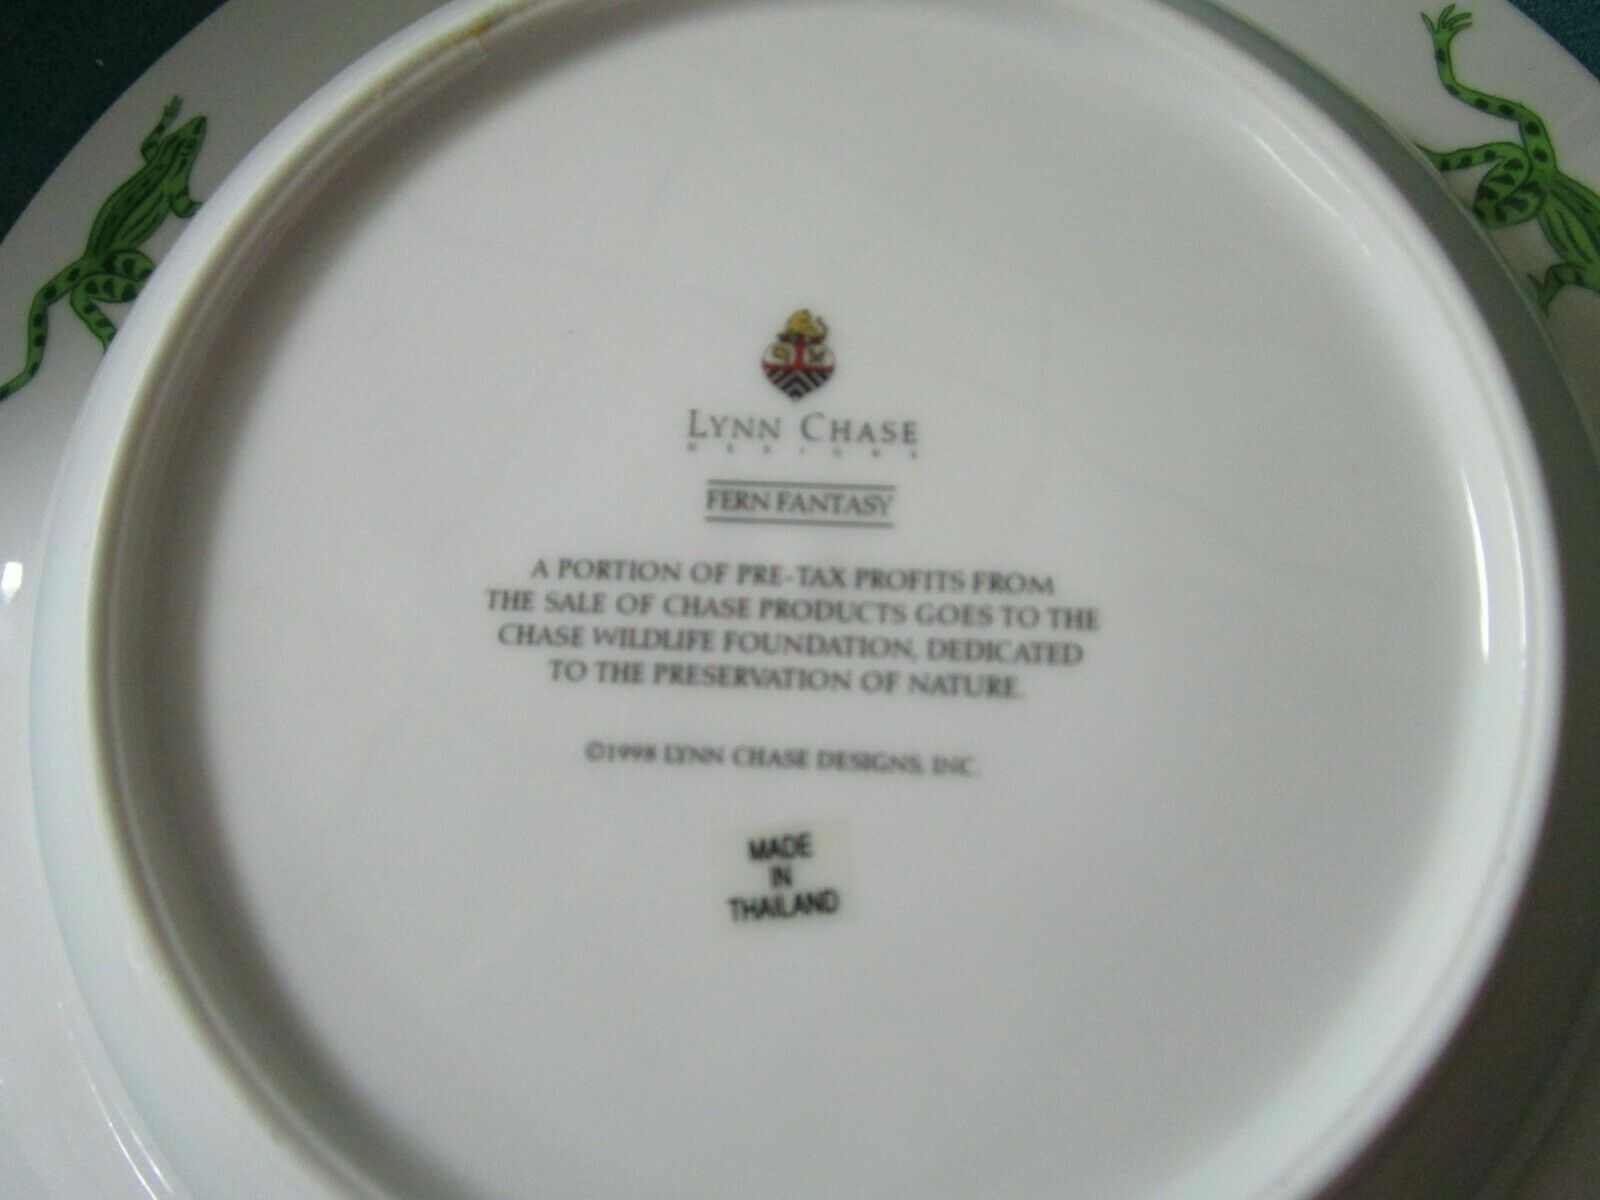 LYNN CHASE
DESIGNS
FERN FANTASY
A PORTION OF PRE-TAX PROFITS FROM
THE SALE OF CHASE PRODUCTS GOES TO THE
CHASE WILDLIFE FOUNDATION, DEDICATED
TO THE PRESERVATION OF NATURE.
©1998 LYNN CHASE DESIGNS, INC.
MADE
IN
THAILAND